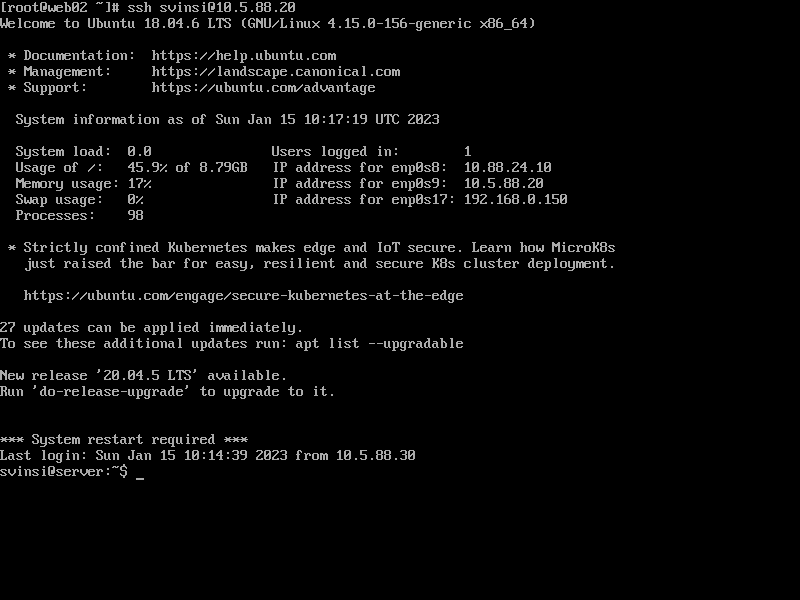 [root@web02 ~]# ssh svinsi@10.5.88.20
Welcome to Ubuntu 18.04.6 LTS (GNU/Linux 4.15.0-156-generic x86_64)

 * Documentation:  https://help.ubuntu.com
 * Management:     https://landscape.canonical.com
 * Support:        https://ubuntu.com/advantage

  System information as of Sun Jan 15 10:17:19 UTC 2023

  System load:  0.0               Users logged in:        1
  Usage of /:   45.9% of 8.79GB   IP address for enp0s8:  10.88.24.10
  Memory usage: 17%               IP address for enp0s9:  10.5.88.20
  Swap usage:   0%                IP address for enp0s17: 192.168.0.150
  Processes:    98

 * Strictly confined Kubernetes makes edge and IoT secure. Learn how MicroK8s
   just raised the bar for easy, resilient and secure K8s cluster deployment.

   https://ubuntu.com/engage/secure-kubernetes-at-the-edge

27 updates can be applied immediately.
To see these additional updates run: apt list --upgradable

New release '20.04.5 LTS' available.
Run 'do-release-upgrade' to upgrade to it.


*** System restart required ***
Last login: Sun Jan 15 10:14:39 2023 from 10.5.88.30
svinsi@server:~$ _